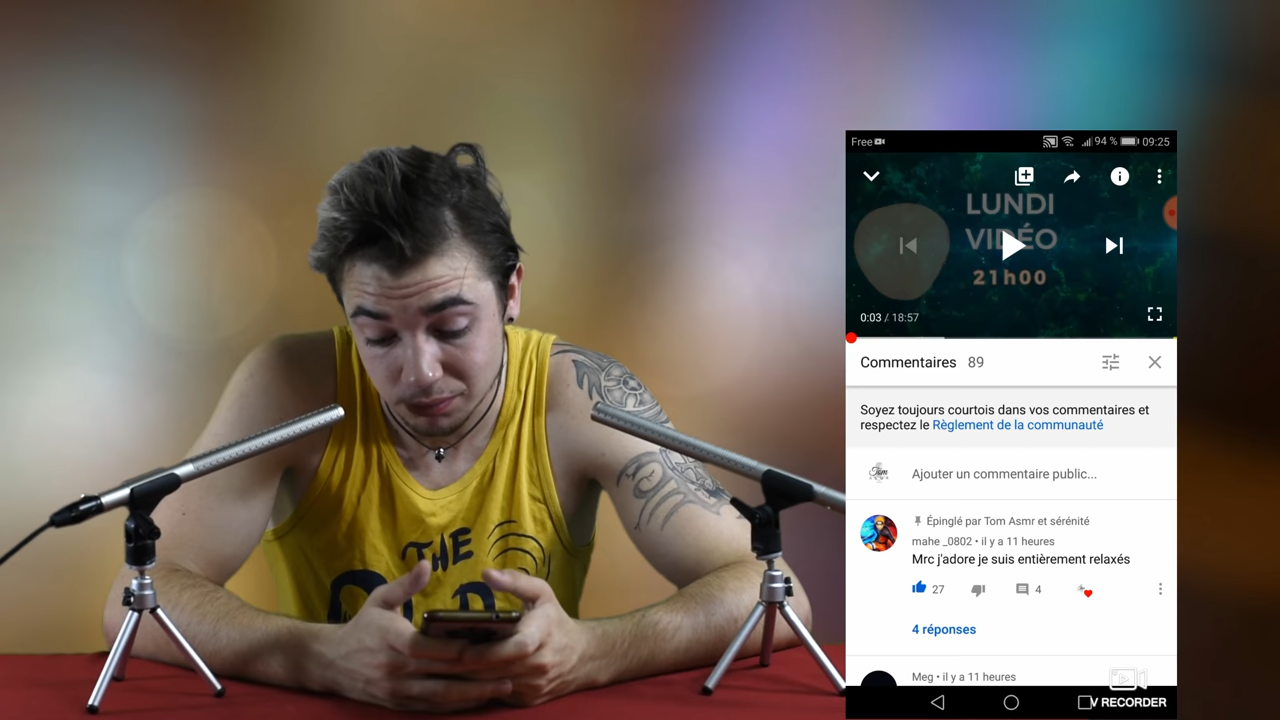 THE
Free 94 % 09:25
LUNDI
VIDÉO
21h00
0:03 / 18:57
Commentaires 89
Soyez toujours courtois dans vos commentaires et
respectez le Règlement de la communauté
Tom
Ajouter un commentaire public...
Épinglé par Tom Asmr et sérénité
mahe _0802 • il y a 11 heures
Mrc j'adore je suis entièrement relaxés
27 4
4 réponses
Meg • il y a 11 heures
V RECORDER